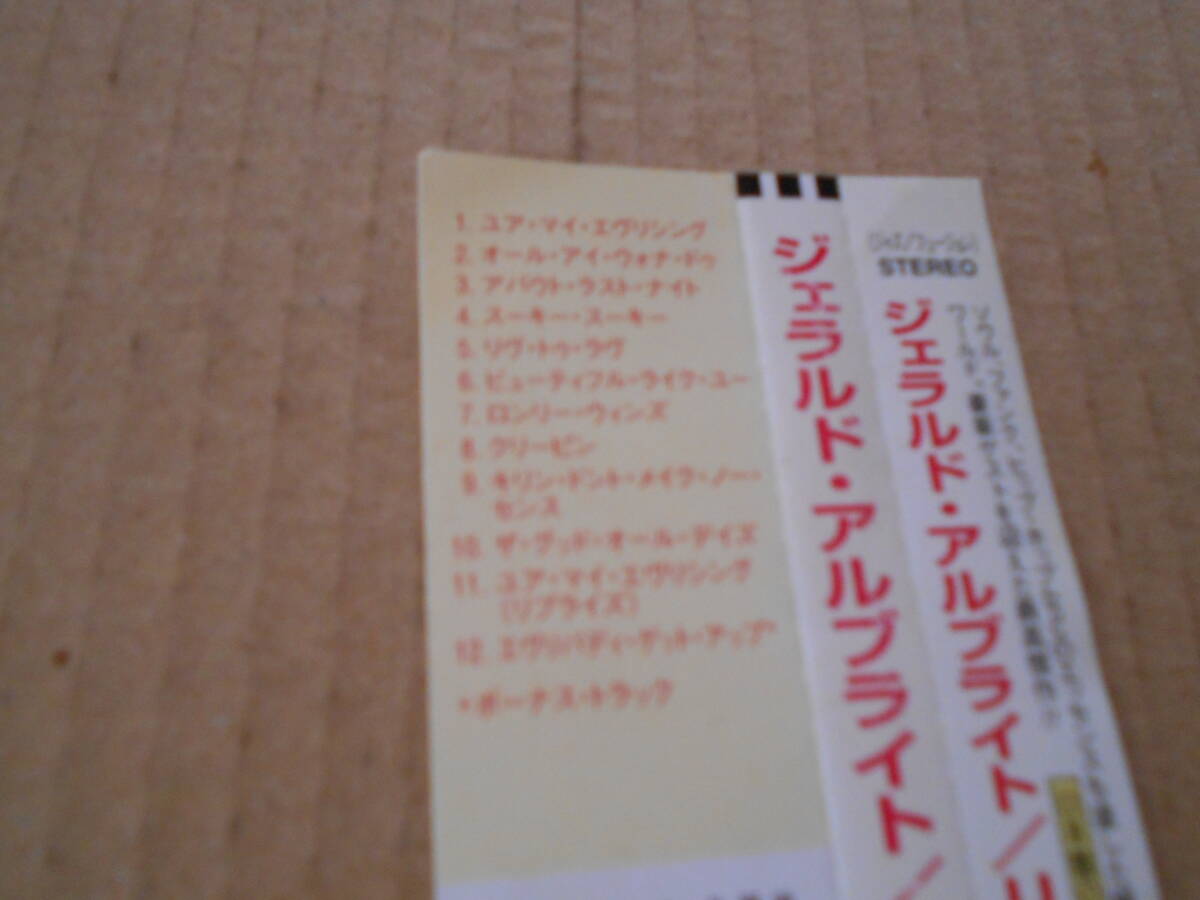 1. ユア・マイ・エヴリシング
2. オール・アイ・ウォナ・ドゥ
3. アバウト・ラスト・ナイト
4. スーキー・スーキー
5. リヴ・トゥ・ラヴ
6. ビューティフル・ライク・ユー
7. ロンリー・ウィンズ
8. クリーピン
9. キリン・ドント・メイク・ノー・
センス
10. ザ・グッド・オール・デイズ
11. ユア・マイ・エヴリシング
(リプライズ)
12. エヴリバディ・ゲット・アップ*
*ボーナス・トラック
ジェラルド・アルブライト/
STEREO
ジェラルド・アルブライト/